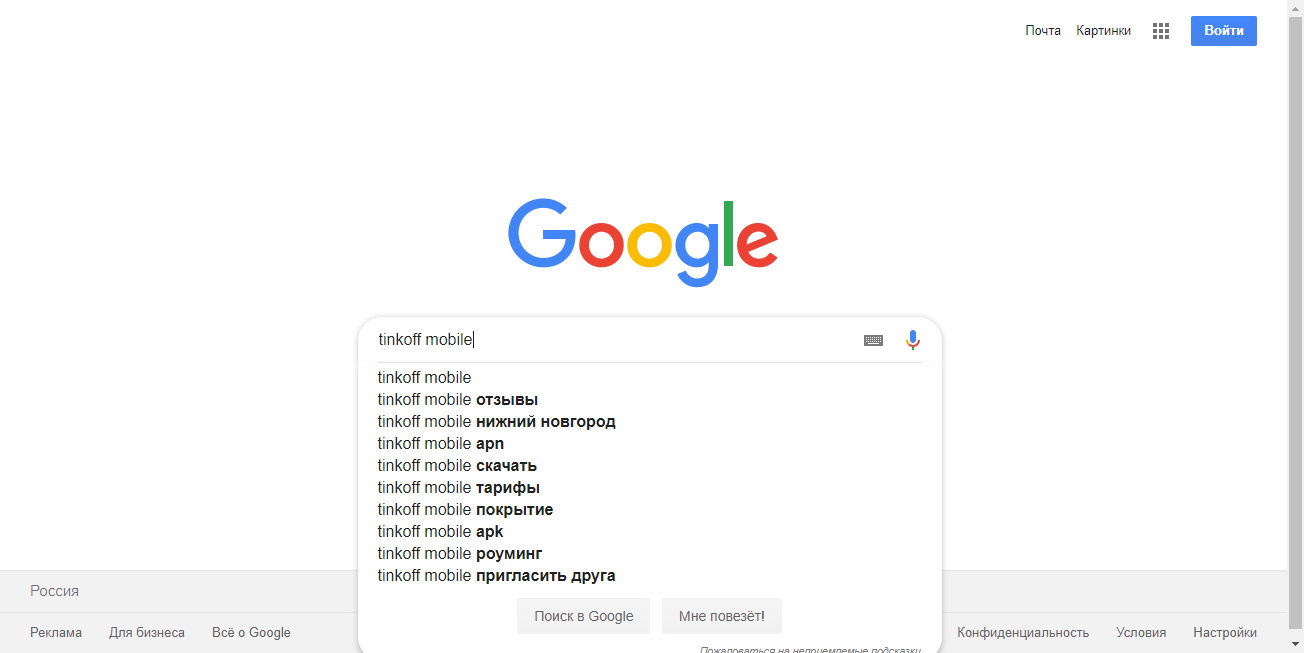 Почта Картинки Войти
Google
tinkoff mobile
tinkoff mobile
tinkoff mobile отзывы
tinkoff mobile нижний новгород
tinkoff mobile apn
tinkoff mobile скачать
tinkoff mobile тарифы
tinkoff mobile покрытие
tinkoff mobile apk
tinkoff mobile роуминг
tinkoff mobile пригласить друга
Россия
Поиск в Google Мне повезёт!
Реклама Для бизнеса Всё о Google Конфиденциальность Условия Настройки
Пожаловаться на неприемлемые подсказки